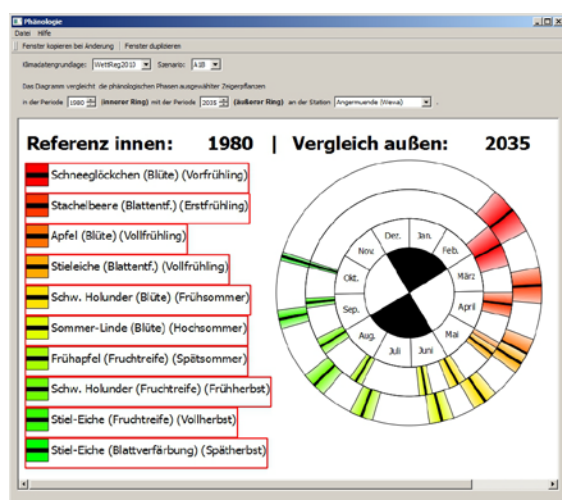 Phänologie
Datei Hilfe
Fenster kopieren bei Änderung Fenster duplizieren
Klimadatengrundlage: WettReg2010 Szenario: A1B
Das Diagramm vergleicht die phänologischen Phasen ausgewählter Zeigerpflanzen
in der Periode 1980 (innerer Ring) mit der Periode 2035 (äußerer Ring) an der Station Angermuende (Wewa) .
Referenz innen: 1980 | Vergleich außen: 2035
Schneeglöckchen (Blüte) (Vorfrühling)
Stachelbeere (Blattentf.) (Erstfrühling)
Apfel (Blüte) (Vollfrühling)
Stieleiche (Blattentf.) (Vollfrühling)
Schw. Holunder (Blüte) (Frühsommer)
Sommer-Linde (Blüte) (Hochsommer)
Frühapfel (Fruchtreife) (Spätsommer)
Schw. Holunder (Fruchtreife) (Frühherbst)
Stiel-Eiche (Fruchtreife) (Vollherbst)
Stiel-Eiche (Blattverfärbung) (Spätherbst)
Jan.
Feb.
März
April
Mai
Juni
Juli
Aug.
Sep.
Okt.
Nov.
Dez.